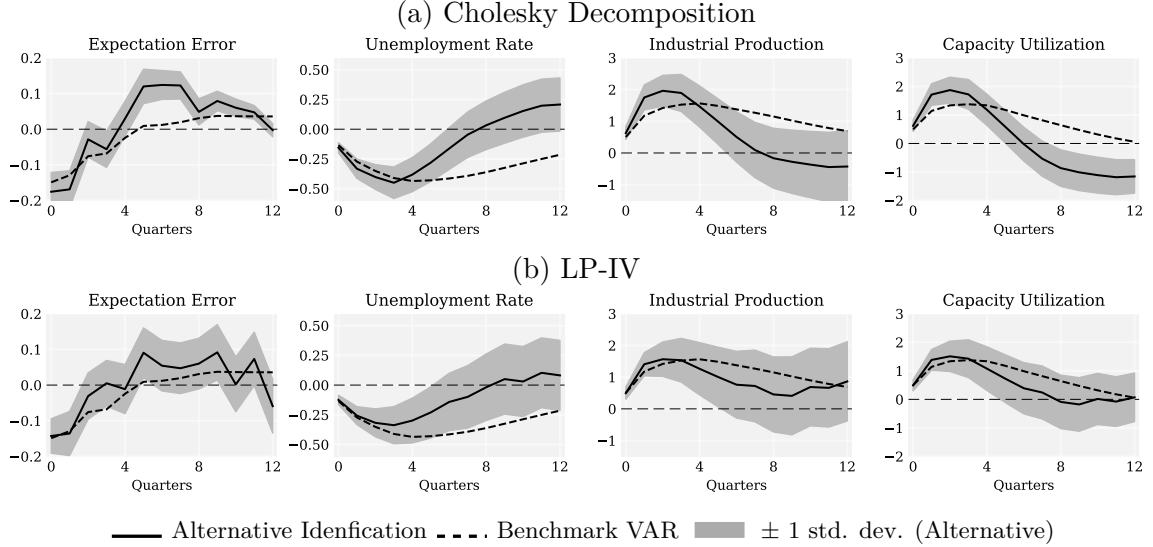 (a) Cholesky Decomposition
Expectation Error Unemployment Rate Industrial Production Capacity Utilization
0.2 0.1 0.0 −0.1 −0.2
0.50 0.25 0.00 −0.25 −0.50
3 2 1 0 −1
3 2 1 0 −1 −2
0 4 8 12 0 4 8 12 0 4 8 12 0 4 8 12
Quarters Quarters Quarters Quarters
(b) LP-IV
Expectation Error Unemployment Rate Industrial Production Capacity Utilization
0.2 0.1 0.0 −0.1 −0.2
0.50 0.25 0.00 −0.25 −0.50
3 2 1 0 −1
3 2 1 0 −1 −2
0 4 8 12 0 4 8 12 0 4 8 12 0 4 8 12
Quarters Quarters Quarters Quarters
Alternative Idenfication Benchmark VAR ± 1 std. dev. (Alternative)